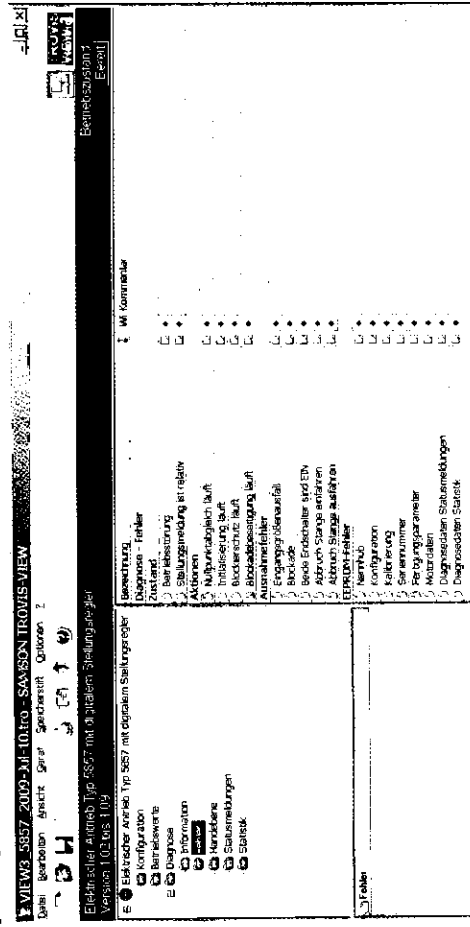 VIEW3_5857_2009-Jul-10.tro - SAMSON TROVIS-VIEW
Datei Bearbeiten Ansicht Gerät Speicherstift Optionen ?
TROVIS
VIEW
Elektrischer Antrieb Typ 5857 mit digitalem Stellungsregler
Version 1.02 bis 1.09
Betriebszustand
Bereit
Elektrischer Antrieb Typ 5857 mit digitalem Stellungsregler
Konfiguration
Betriebswerte
Diagnose
Information
Fehler
Handebene
Statusmeldungen
Statistik
Fehler
Bezeichnung
W Kommentar
Diagnose - Fehler
Zustand
Betriebsstörung
Stellungsmeldung ist relativ
Aktionen
Nullpunktabgleich läuft
Initialisierung läuft
Blockierschutz läuft
Blockadebeseitigung läuft
Ausnahmefehler
Eingangsgrößenausfall
Blockade
Beide Endschalter sind EIN
Abbruch Stange einfahren
Abbruch Stange ausfahren
EEPROM-Fehler
Nennhub
Konfiguration
Kalibrierung
Seriennummer
Fertigungsparameter
Motordaten
Diagnosedaten Statusmeldungen
Diagnosedaten Statistik